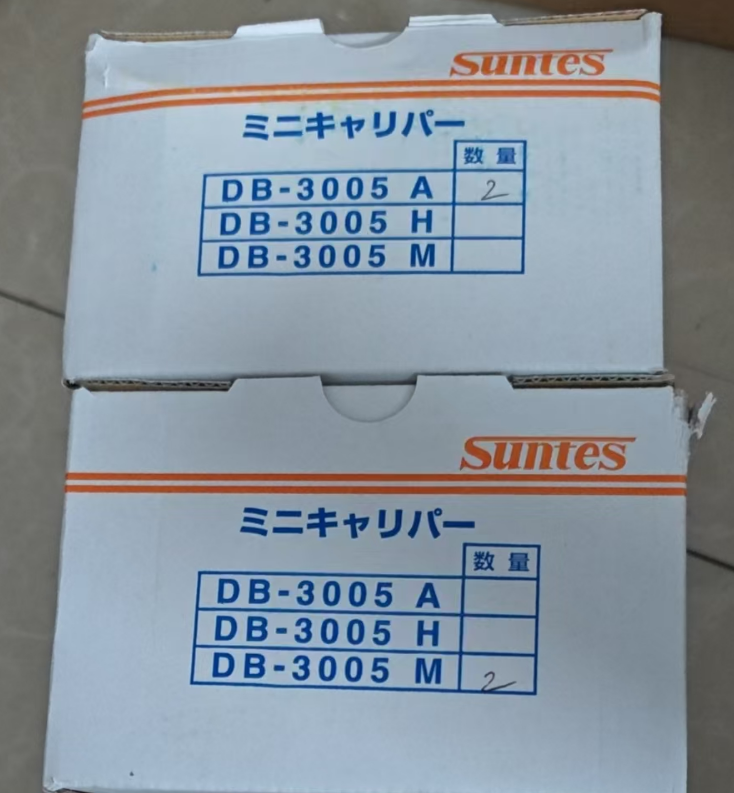 Suntes
ミニキャリパー
数量
DB-3005 A 2
DB-3005 H
DB-3005 M
Suntes
ミニキャリパー
数量
DB-3005 A
DB-3005 H
DB-3005 M 2